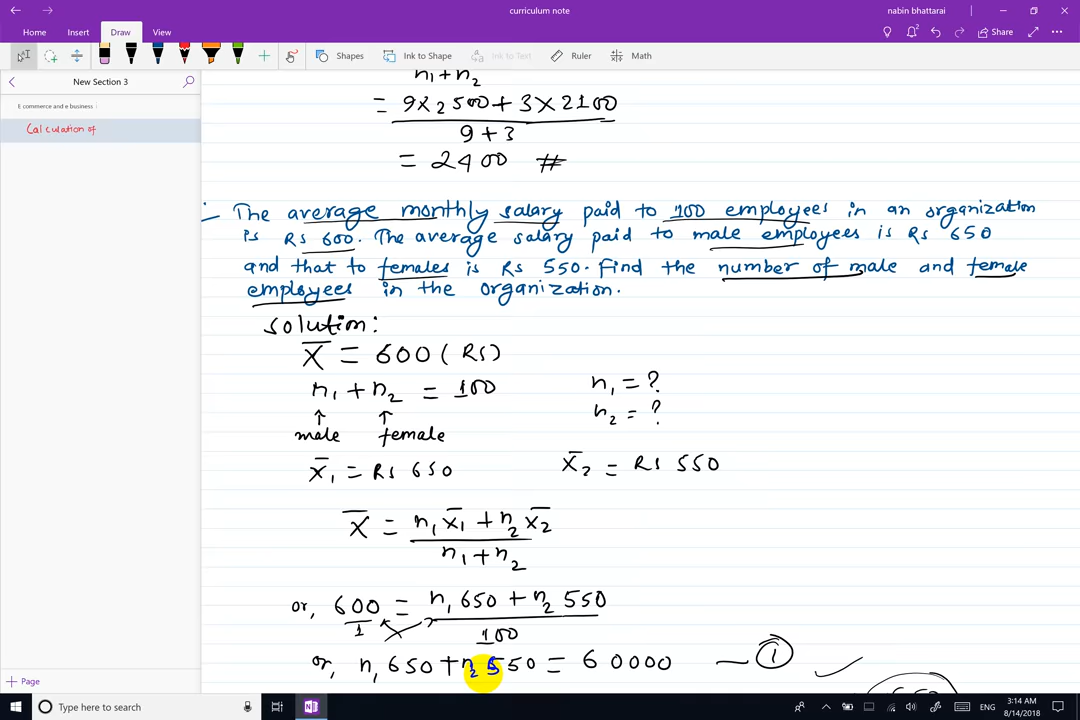 curriculum note
nabin bhattarai
Home Insert Draw View
Share
Shapes Ink to Shape Ink to Text Ruler Math
New Section 3
E commerce and e business :
Calculation of
n₁ + n₂
= 9×2500 + 3×2100
9 + 3
= 2400 #
The average monthly salary paid to 100 employees in an organization
is Rs 600. The average salary paid to male employees is Rs 650
and that to females is Rs 550. Find the number of male and female
employees in the organization.
Solution:
X̅ = 600 (Rs)
n₁ + n₂ = 100
n₁ = ?
n₂ = ?
male female
X̅₁ = Rs 650
X̅₂ = Rs 550
X̅ = n₁X̅₁ + n₂X̅₂
n₁ + n₂
or, 600 = n₁650 + n₂550
1 100
or, n₁650 + n₂550 = 60000 — ①
+ Page
Type here to search
ENG
3:14 AM
8/14/2018